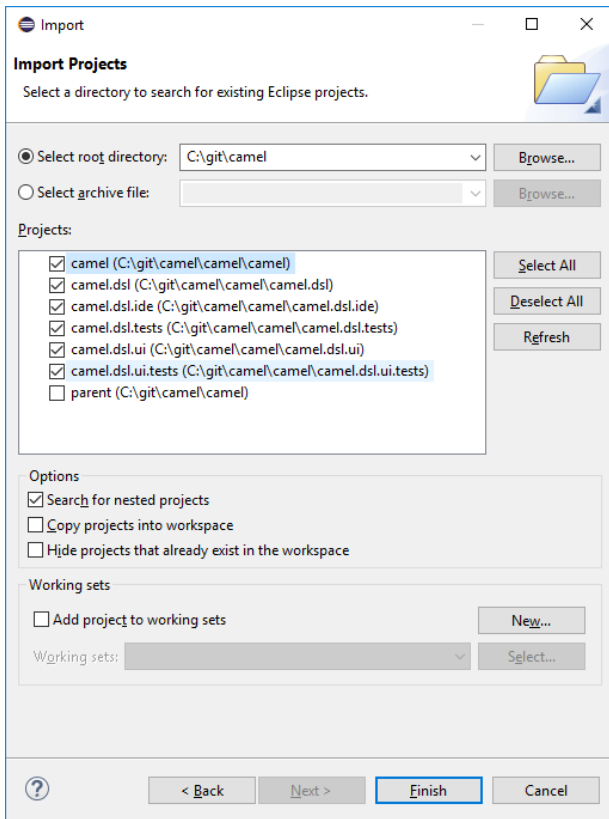 Import
Import Projects
Select a directory to search for existing Eclipse projects.
Select root directory: C:\git\camel Browse...
Select archive file: Browse...
Projects:
camel (C:\git\camel\camel\camel)
camel.dsl (C:\git\camel\camel\camel.dsl)
camel.dsl.ide (C:\git\camel\camel\camel.dsl.ide)
camel.dsl.tests (C:\git\camel\camel\camel.dsl.tests)
camel.dsl.ui (C:\git\camel\camel\camel.dsl.ui)
camel.dsl.ui.tests (C:\git\camel\camel\camel.dsl.ui.tests)
parent (C:\git\camel\camel)
Select All
Deselect All
Refresh
Options
Search for nested projects
Copy projects into workspace
Hide projects that already exist in the workspace
Working sets
Add project to working sets New...
Working sets: Select...
? < Back Next > Finish Cancel